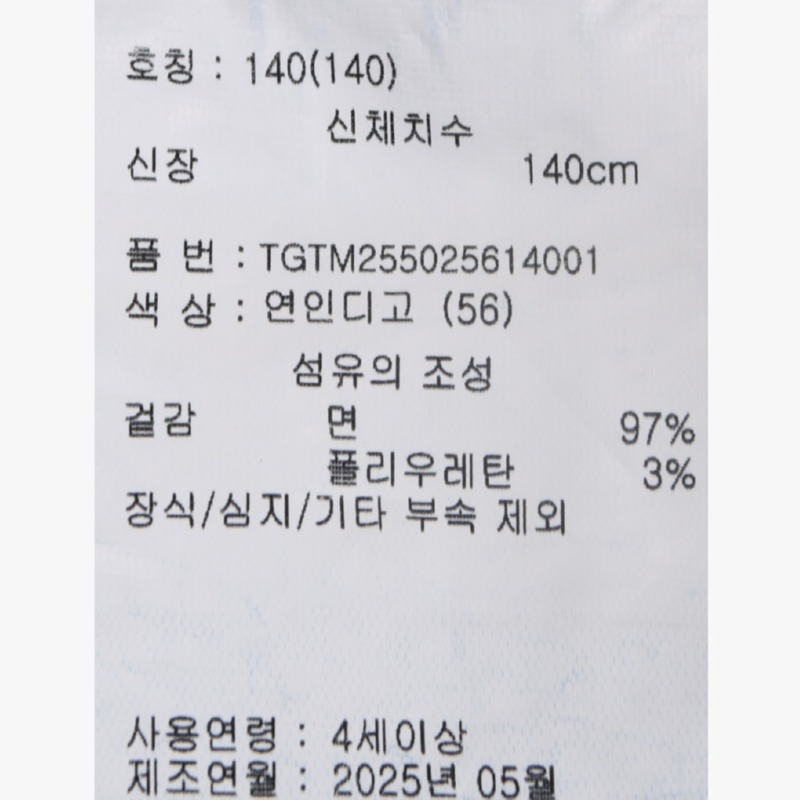 호칭 : 140(140)
신체치수
신장 140cm
품 번 : TGTM255025614001
색 상 : 연인디고 (56)
섬유의 조성
겉감 면 97%
폴리우레탄 3%
장식/심지/기타 부속 제외
사용연령 : 4세이상
제조연월 : 2025년 05월